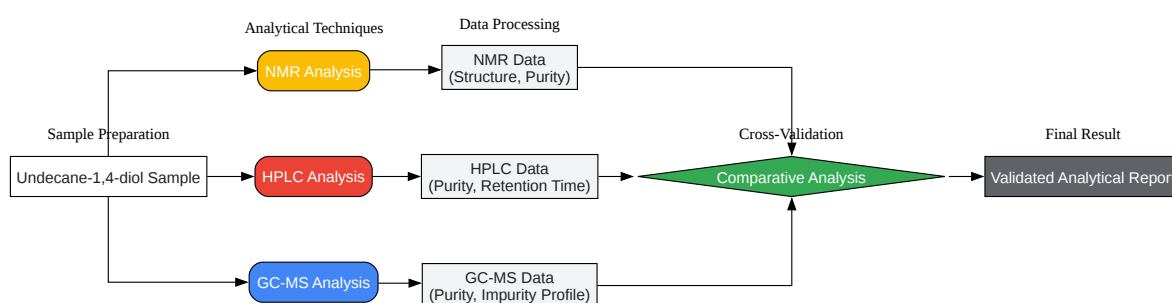 Analytical Techniques
Data Processing
NMR Analysis
NMR Data
(Structure, Purity)
Sample Preparation
Cross-Validation
Final Result
Undecane-1,4-diol Sample
HPLC Analysis
HPLC Data
(Purity, Retention Time)
Comparative Analysis
Validated Analytical Report
GC-MS Analysis
GC-MS Data
(Purity, Impurity Profile)